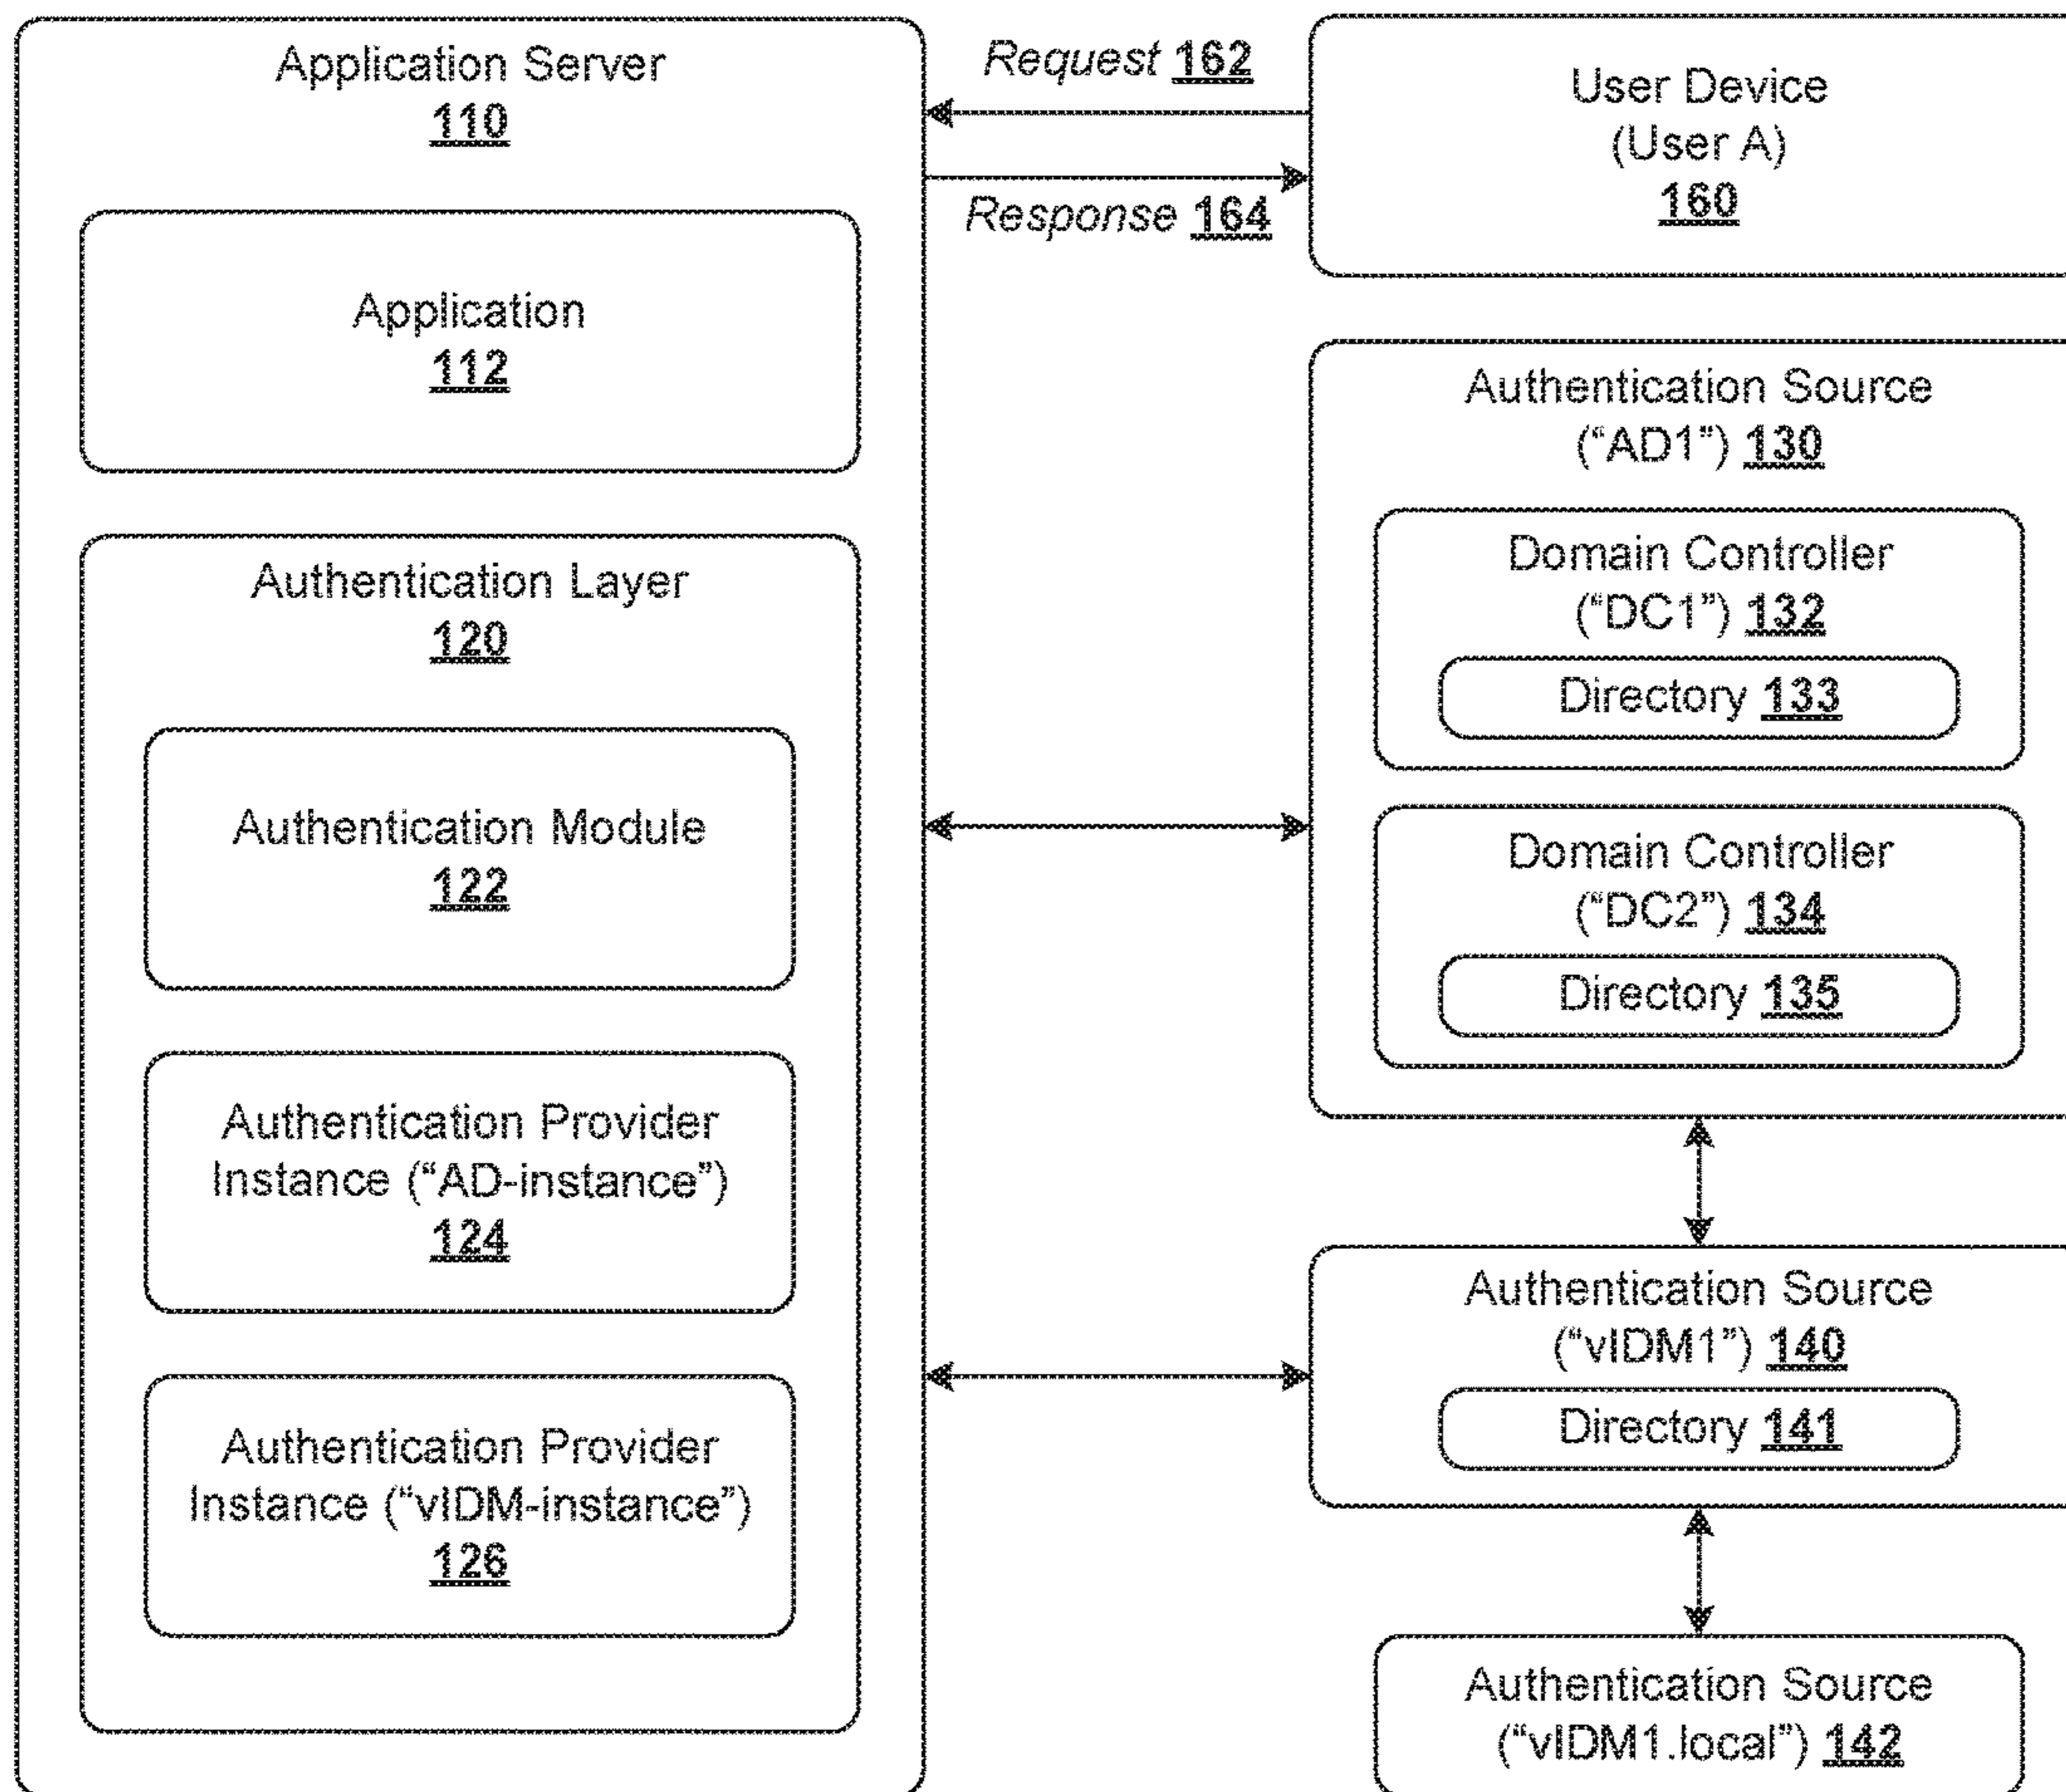 Application Server
110
Application
112
Authentication Layer
120
Authentication Module
122
Authentication Provider
Instance (“AD-instance”)
124
Authentication Provider
Instance (“vIDM-instance”)
126
Request 162
Response 164
User Device
(User A)
160
Authentication Source
(“AD1”) 130
Domain Controller
(“DC1”) 132
Directory 133
Domain Controller
(“DC2”) 134
Directory 135
Authentication Source
(“vIDM1”) 140
Directory 141
Authentication Source
(“vIDM1.local”) 142